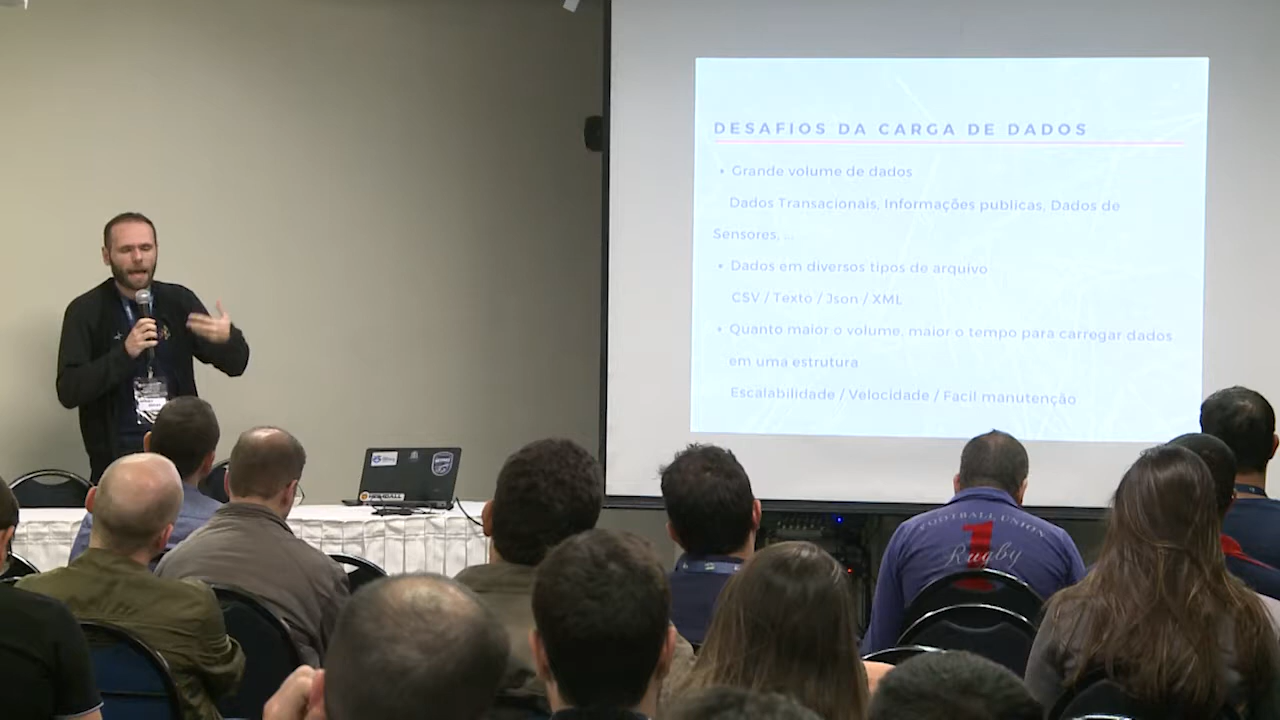 DESAFIOS DA CARGA DE DADOS
• Grande volume de dados
Dados Transacionais, Informações publicas, Dados de
Sensores, ...
• Dados em diversos tipos de arquivo
CSV / Texto / Json / XML
• Quanto maior o volume, maior o tempo para carregar dados
em uma estrutura
Escalabilidade / Velocidade / Facil manutenção
FOOTBALL UNION
1
Rugby